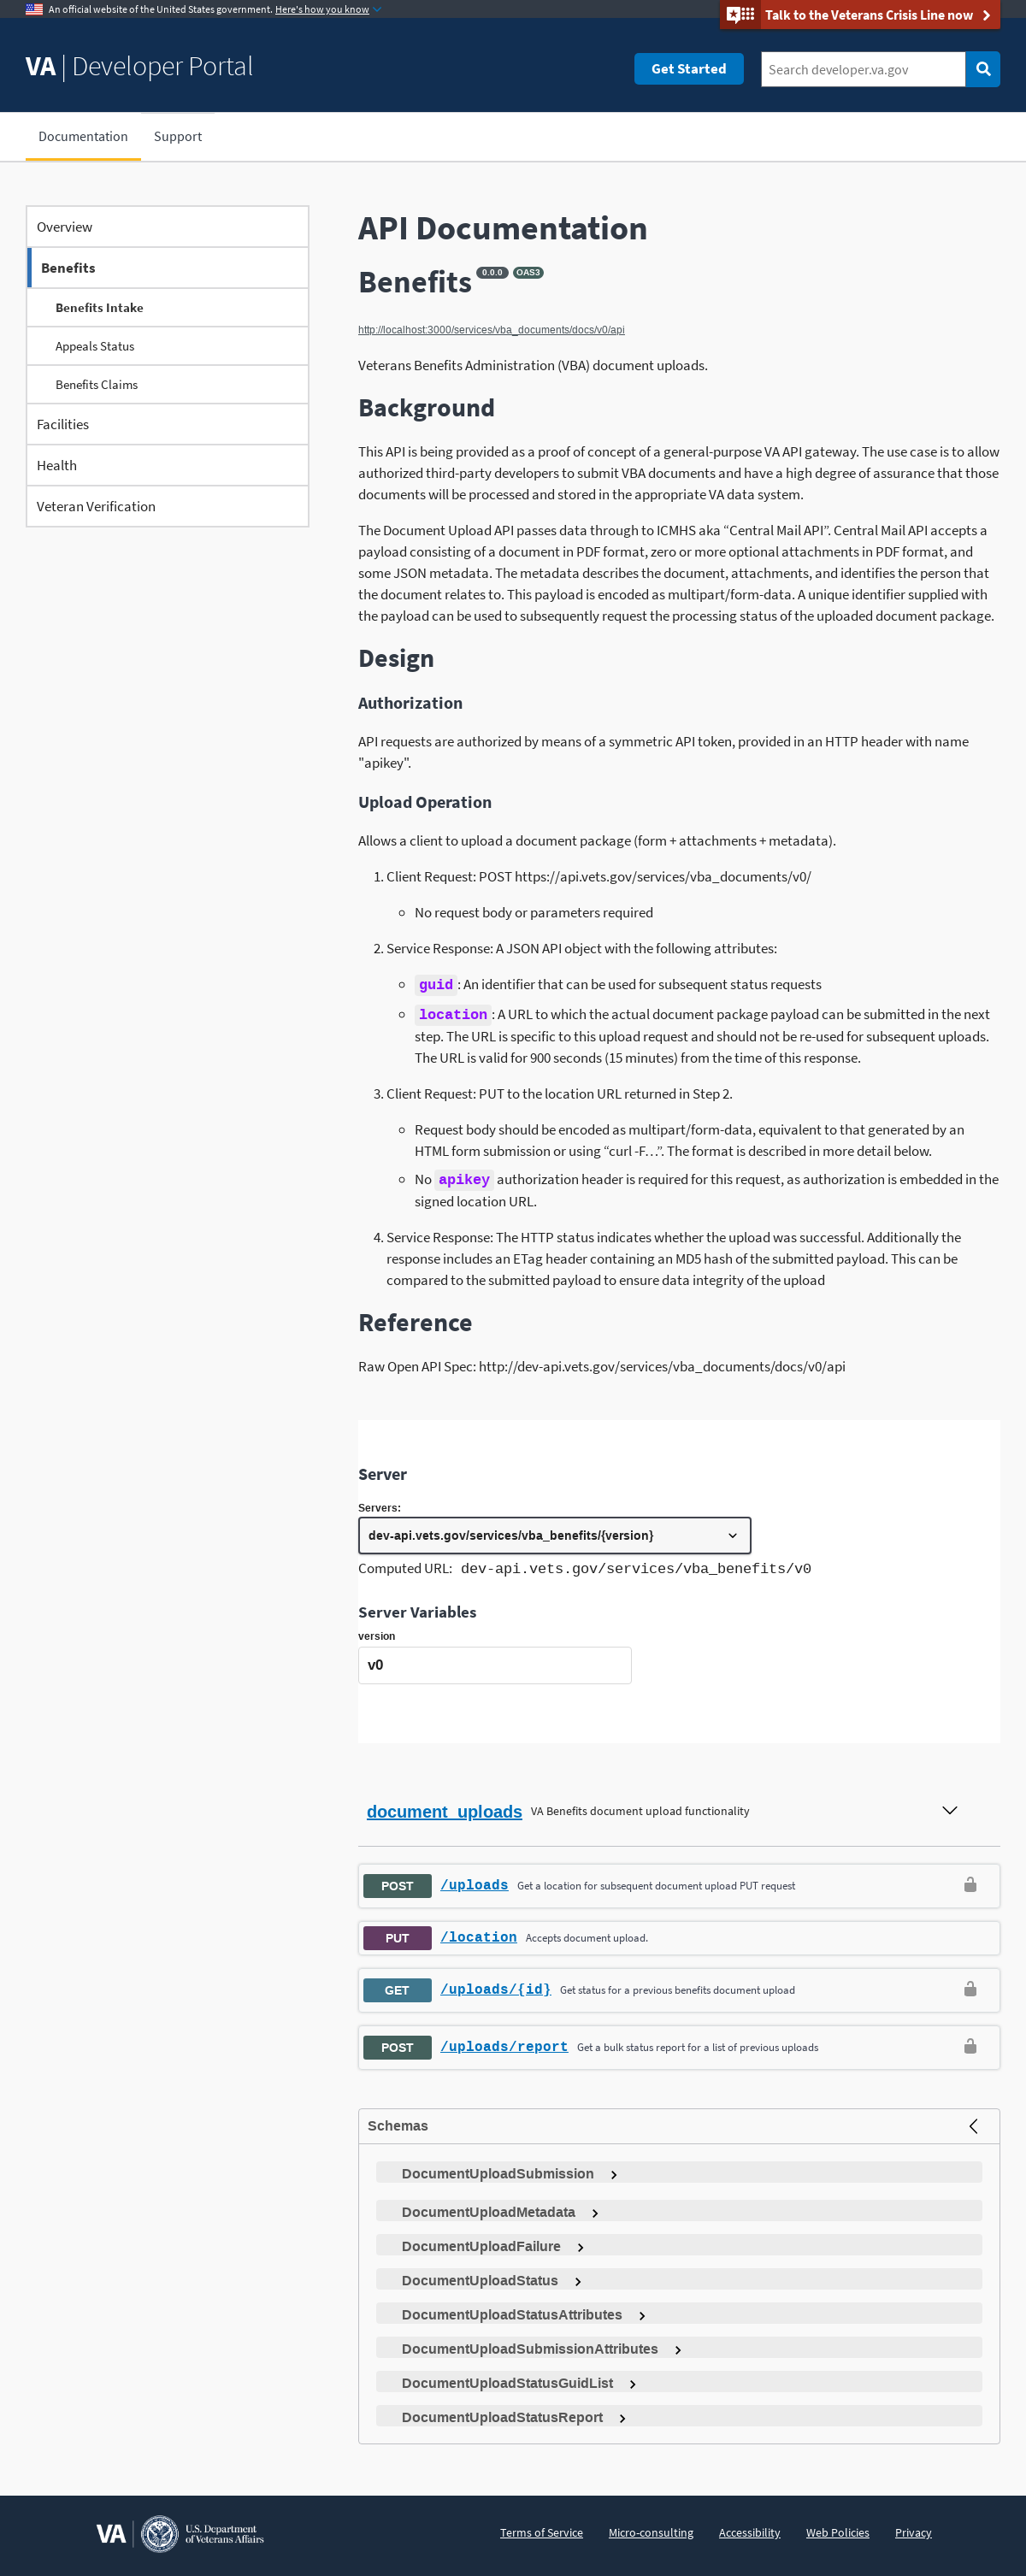 An official website of the United States government. Here's how you know
Talk to the Veterans Crisis Line now
VA | Developer Portal
Get Started
Search developer.va.gov
Documentation
Support
Overview
Benefits
Benefits Intake
Appeals Status
Benefits Claims
Facilities
Health
Veteran Verification
API Documentation
Benefits 0.0.0 OAS3
http://localhost:3000/services/vba_documents/docs/v0/api
Veterans Benefits Administration (VBA) document uploads.
Background
This API is being provided as a proof of concept of a general-purpose VA API gateway. The use case is to allow
authorized third-party developers to submit VBA documents and have a high degree of assurance that those
documents will be processed and stored in the appropriate VA data system.
The Document Upload API passes data through to ICMHS aka “Central Mail API”. Central Mail API accepts a
payload consisting of a document in PDF format, zero or more optional attachments in PDF format, and
some JSON metadata. The metadata describes the document, attachments, and identifies the person that
the document relates to. This payload is encoded as multipart/form-data. A unique identifier supplied with
the payload can be used to subsequently request the processing status of the uploaded document package.
Design
Authorization
API requests are authorized by means of a symmetric API token, provided in an HTTP header with name
"apikey".
Upload Operation
Allows a client to upload a document package (form + attachments + metadata).
1. Client Request: POST https://api.vets.gov/services/vba_documents/v0/
○ No request body or parameters required
2. Service Response: A JSON API object with the following attributes:
○ guid: An identifier that can be used for subsequent status requests
○ location: A URL to which the actual document package payload can be submitted in the next
step. The URL is specific to this upload request and should not be re-used for subsequent uploads.
The URL is valid for 900 seconds (15 minutes) from the time of this response.
3. Client Request: PUT to the location URL returned in Step 2.
○ Request body should be encoded as multipart/form-data, equivalent to that generated by an
HTML form submission or using “curl -F…”. The format is described in more detail below.
○ No apikey authorization header is required for this request, as authorization is embedded in the
signed location URL.
4. Service Response: The HTTP status indicates whether the upload was successful. Additionally the
response includes an ETag header containing an MD5 hash of the submitted payload. This can be
compared to the submitted payload to ensure data integrity of the upload
Reference
Raw Open API Spec: http://dev-api.vets.gov/services/vba_documents/docs/v0/api
Server
Servers:
dev-api.vets.gov/services/vba_benefits/{version}
Computed URL: dev-api.vets.gov/services/vba_benefits/v0
Server Variables
version
v0
document_uploads VA Benefits document upload functionality
POST /uploads Get a location for subsequent document upload PUT request
PUT /location Accepts document upload.
GET /uploads/{id} Get status for a previous benefits document upload
POST /uploads/report Get a bulk status report for a list of previous uploads
Schemas
DocumentUploadSubmission
DocumentUploadMetadata
DocumentUploadFailure
DocumentUploadStatus
DocumentUploadStatusAttributes
DocumentUploadSubmissionAttributes
DocumentUploadStatusGuidList
DocumentUploadStatusReport
VA
U.S. Department
of Veterans Affairs
Terms of Service
Micro-consulting
Accessibility
Web Policies
Privacy